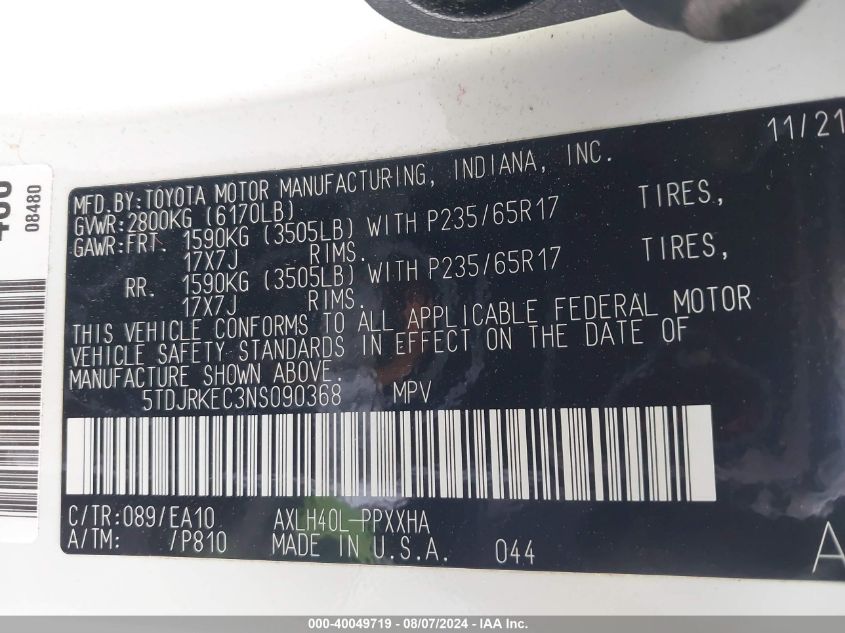 11/21
MFD.BY:TOYOTA MOTOR MANUFACTURING, INDIANA, INC.
GVWR:2800KG (6170LB)
GAWR:FRT. 1590KG (3505LB) WITH P235/65R17 TIRES,
17X7J RIMS.
RR. 1590KG (3505LB) WITH P235/65R17 TIRES,
17X7J RIMS.
THIS VEHICLE CONFORMS TO ALL APPLICABLE FEDERAL MOTOR
VEHICLE SAFETY STANDARDS IN EFFECT ON THE DATE OF
MANUFACTURE SHOWN ABOVE.
5TDJRKEC3NS090368 MPV
C/TR:089/EA10 AXLH40L-PPXXHA
A/TM: /P810 MADE IN U.S.A. 044
A
08480
000-40049719 - 08/07/2024 - IAA Inc.